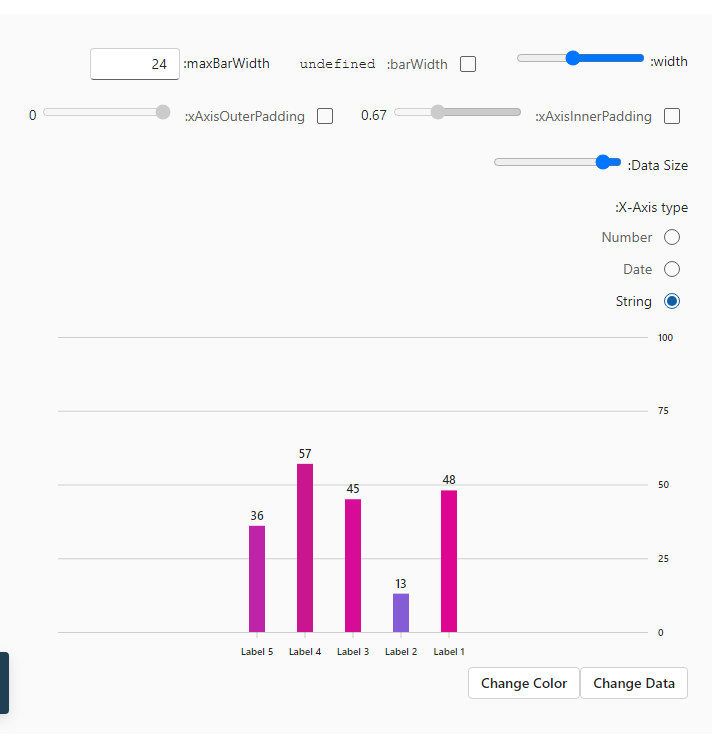 :width
undefined :barWidth
24 :maxBarWidth
:xAxisInnerPadding 0.67
:xAxisOuterPadding 0
:Data Size
:X-Axis type
Number
Date
String
100
75
50
25
0
36
57
45
13
48
Label 5 Label 4 Label 3 Label 2 Label 1
Change Color Change Data